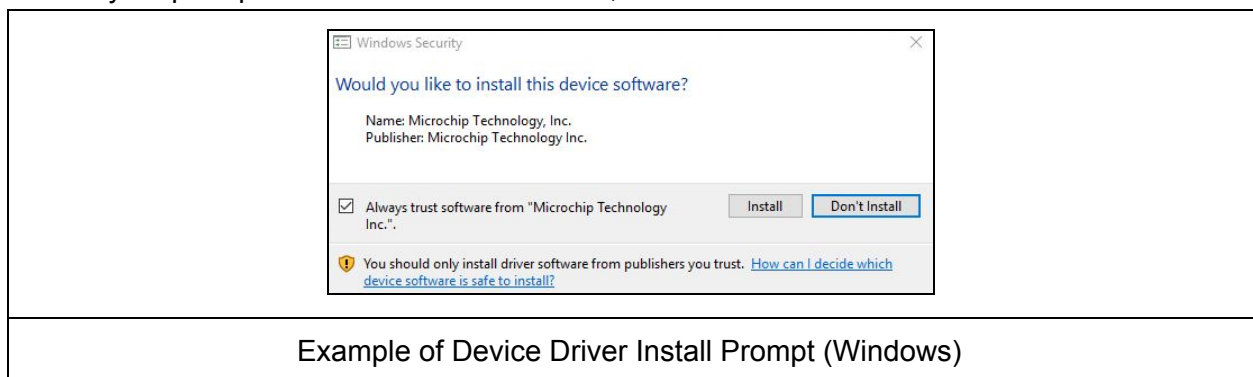 Windows Security
Would you like to install this device software?
Name: Microchip Technology, Inc.
Publisher: Microchip Technology Inc.
Always trust software from "Microchip Technology
Inc.".
Install
Don't Install
You should only install driver software from publishers you trust. How can I decide which
device software is safe to install?
Example of Device Driver Install Prompt (Windows)